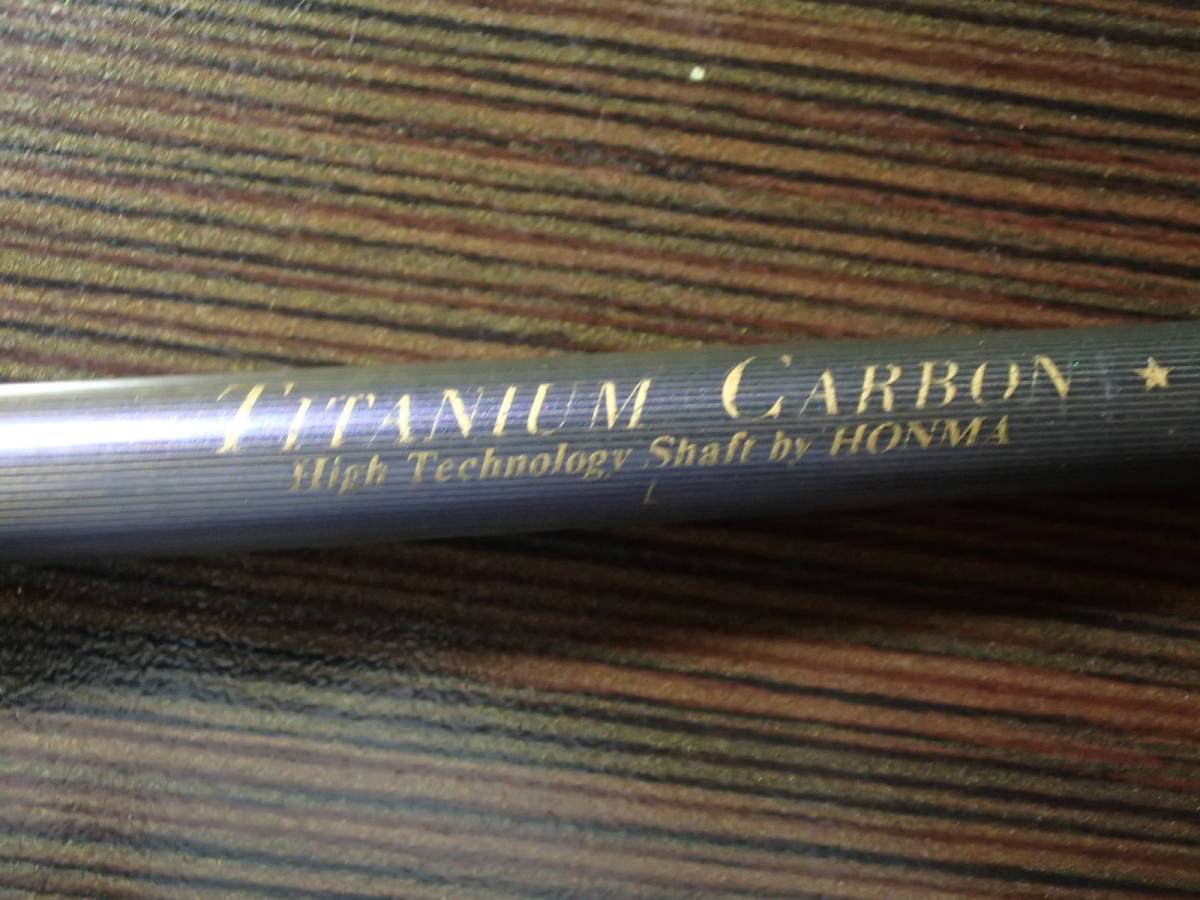 TITANIUM CARBON
High Technology Shaft by HONMA
L